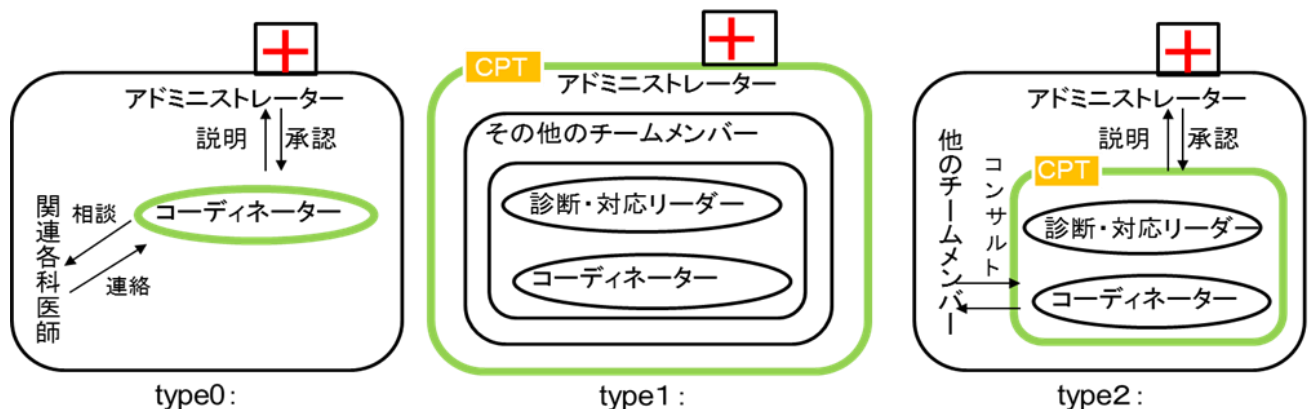 アドミニストレーター
説明 承認
コーディネーター
関連各科医師
相談
連絡
type0：
CPT
アドミニストレーター
その他のチームメンバー
診断・対応リーダー
コーディネーター
type1：
アドミニストレーター
説明 承認
他のチームメンバー
コンサルト
CPT
診断・対応リーダー
コーディネーター
type2：